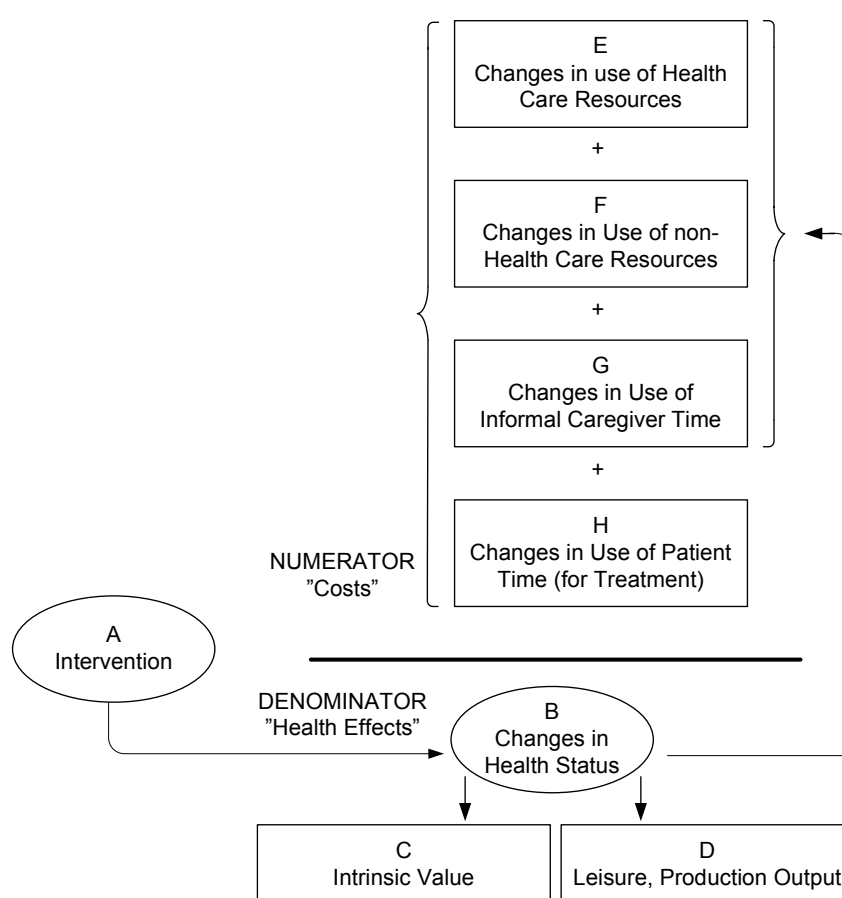 E
Changes in use of Health
Care Resources
+
F
Changes in Use of non-
Health Care Resources
+
G
Changes in Use of
Informal Caregiver Time
+
H
Changes in Use of Patient
Time (for Treatment)
NUMERATOR
”Costs”
A
Intervention
DENOMINATOR
”Health Effects”
B
Changes in
Health Status
C
Intrinsic Value
D
Leisure, Production Output